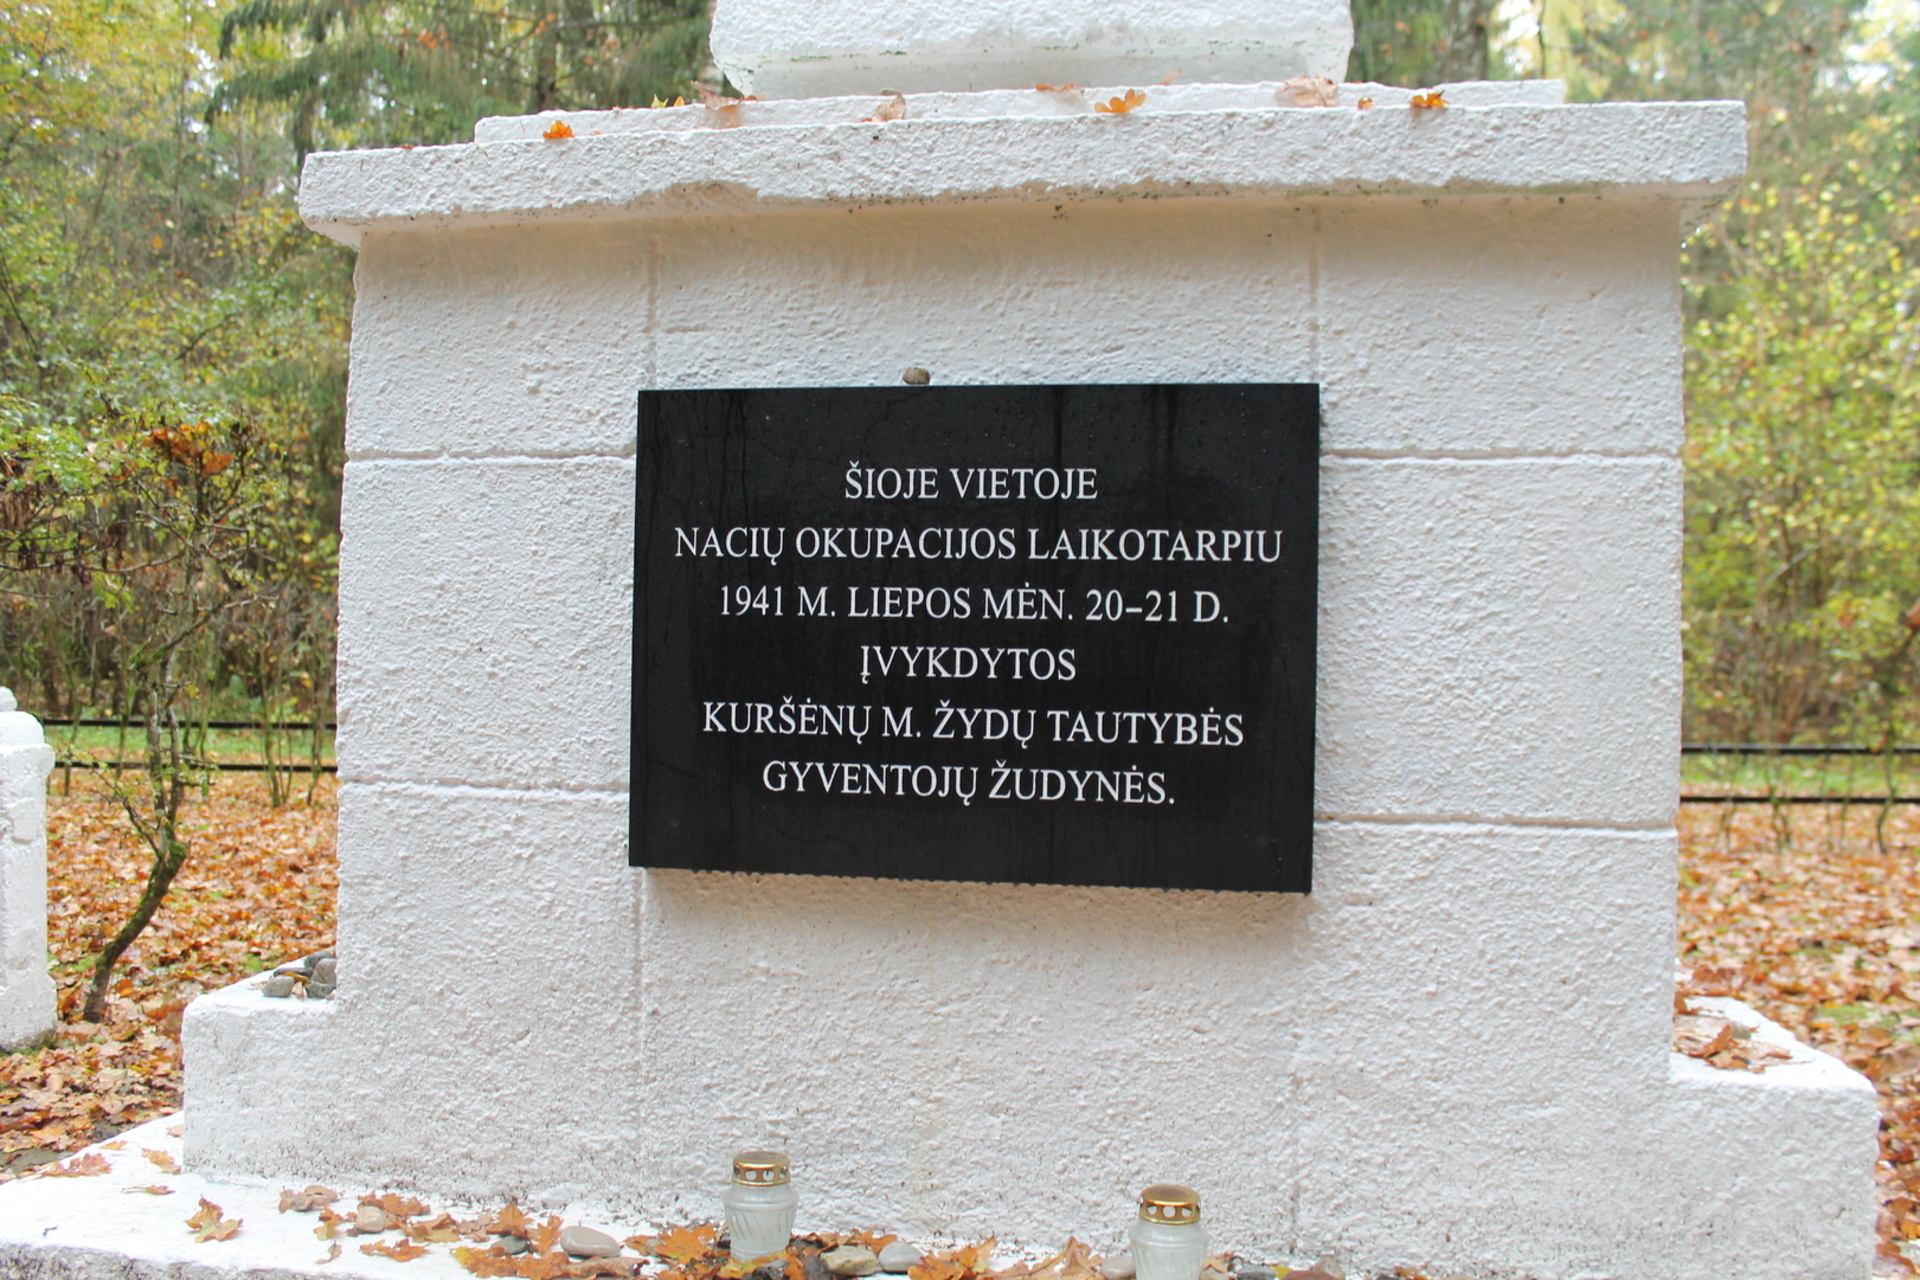 ŠIOJE VIETOJE
NACIŲ OKUPACIJOS LAIKOTARPIU
1941 M. LIEPOS MĖN. 20–21 D.
ĮVYKDYTOS
KURŠĖNŲ M. ŽYDŲ TAUTYBĖS
GYVENTOJŲ ŽUDYNĖS.